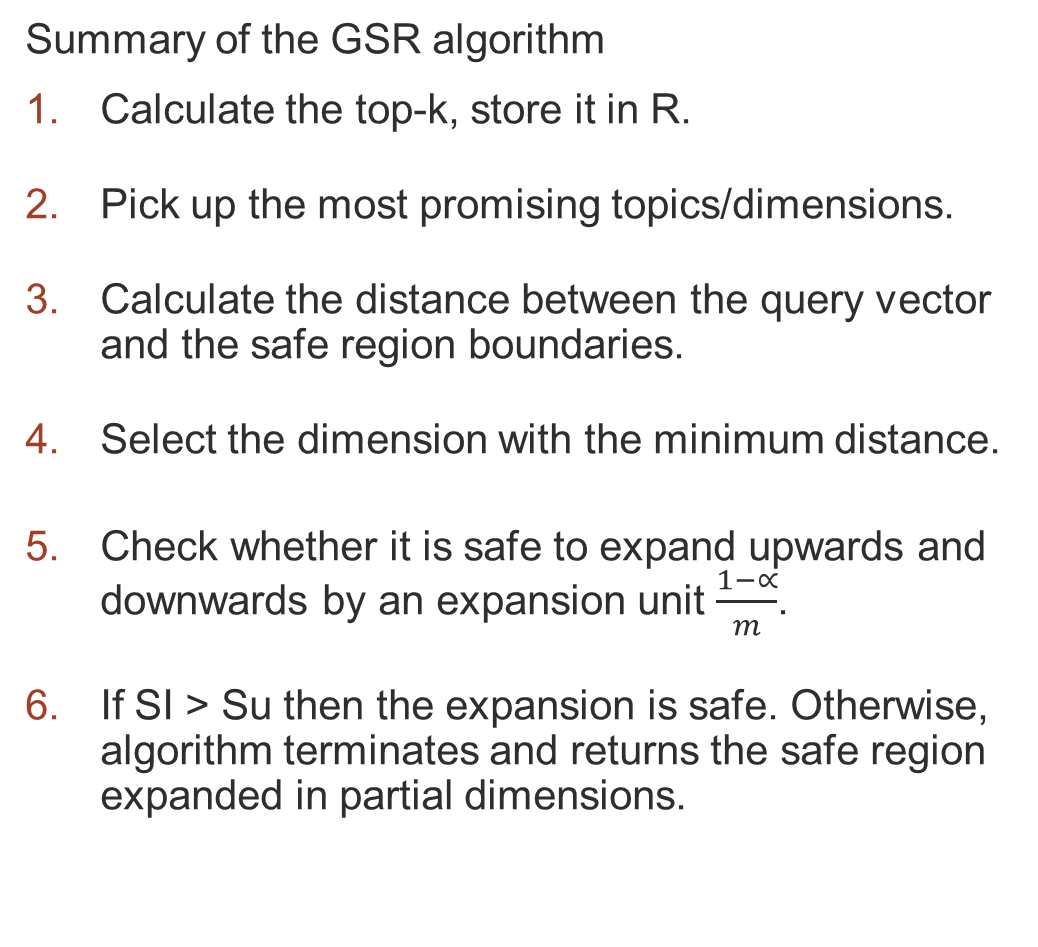 Summary of the GSR algorithm
1. Calculate the top-k, store it in R.
2. Pick up the most promising topics/dimensions.
3. Calculate the distance between the query vector
and the safe region boundaries.
4. Select the dimension with the minimum distance.
5. Check whether it is safe to expand upwards and
downwards by an expansion unit \frac{1-∝}{m}.
6. If Sl > Su then the expansion is safe. Otherwise,
algorithm terminates and returns the safe region
expanded in partial dimensions.